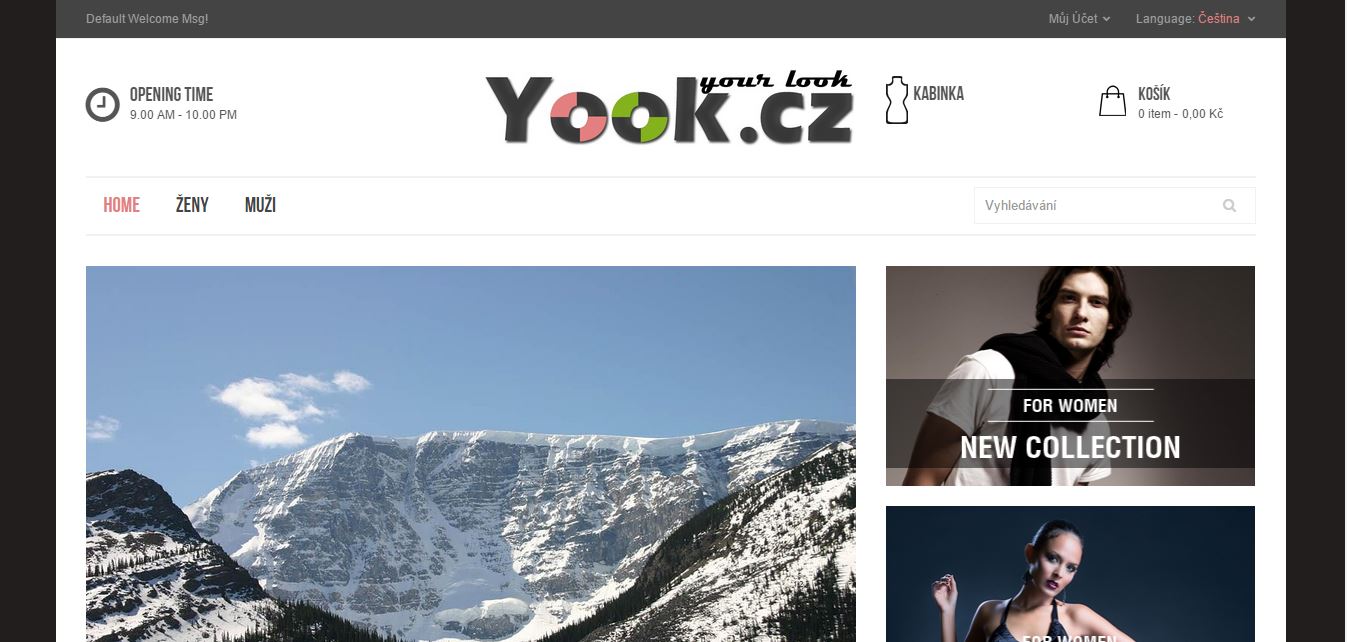 Default Welcome Msg!
Můj Účet
Language: Čeština
OPENING TIME
9.00 AM - 10.00 PM
your look
Yook.cz
KABINKA
KOŠÍK
0 item - 0,00 Kč
HOME
ŽENY
MUŽI
Vyhledávání
FOR WOMEN
NEW COLLECTION
FOR WOMEN